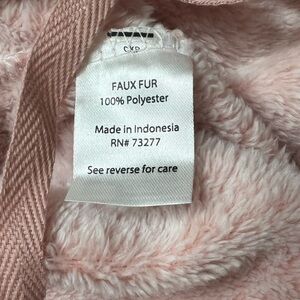 FAUX FUR
100% Polyester
Made in Indonesia
RN# 73277
See reverse for care